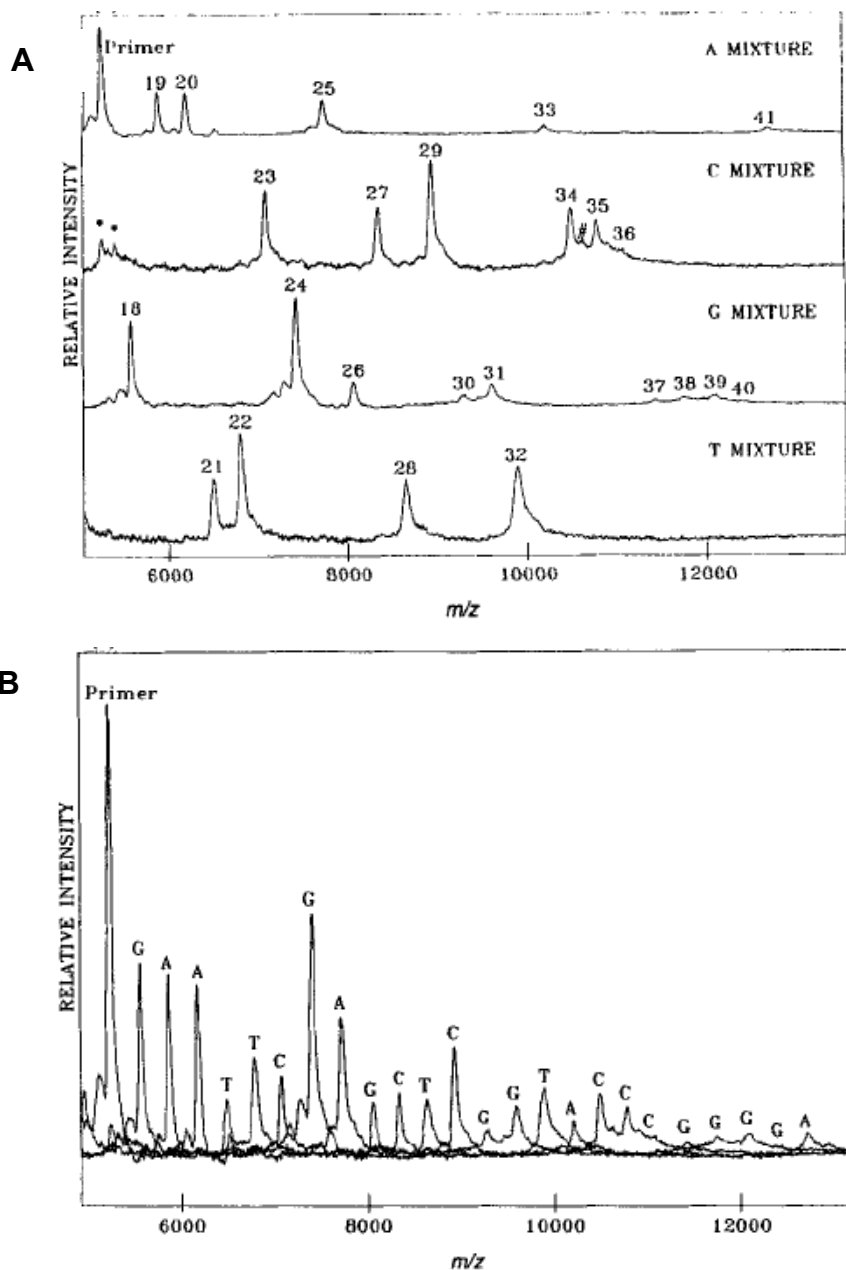 A
Primer
19 20 25 33 41
A MIXTURE
23 27 29 34 35 36
C MIXTURE
18 24 26 30 31 37 38 39 40
G MIXTURE
21 22 28 32
T MIXTURE
RELATIVE INTENSITY
6000 8000 10000 12000
m/z
B
Primer
G A A T T C G A G C T C G G T A C C C G G G G A
RELATIVE INTENSITY
6000 8000 10000 12000
m/z